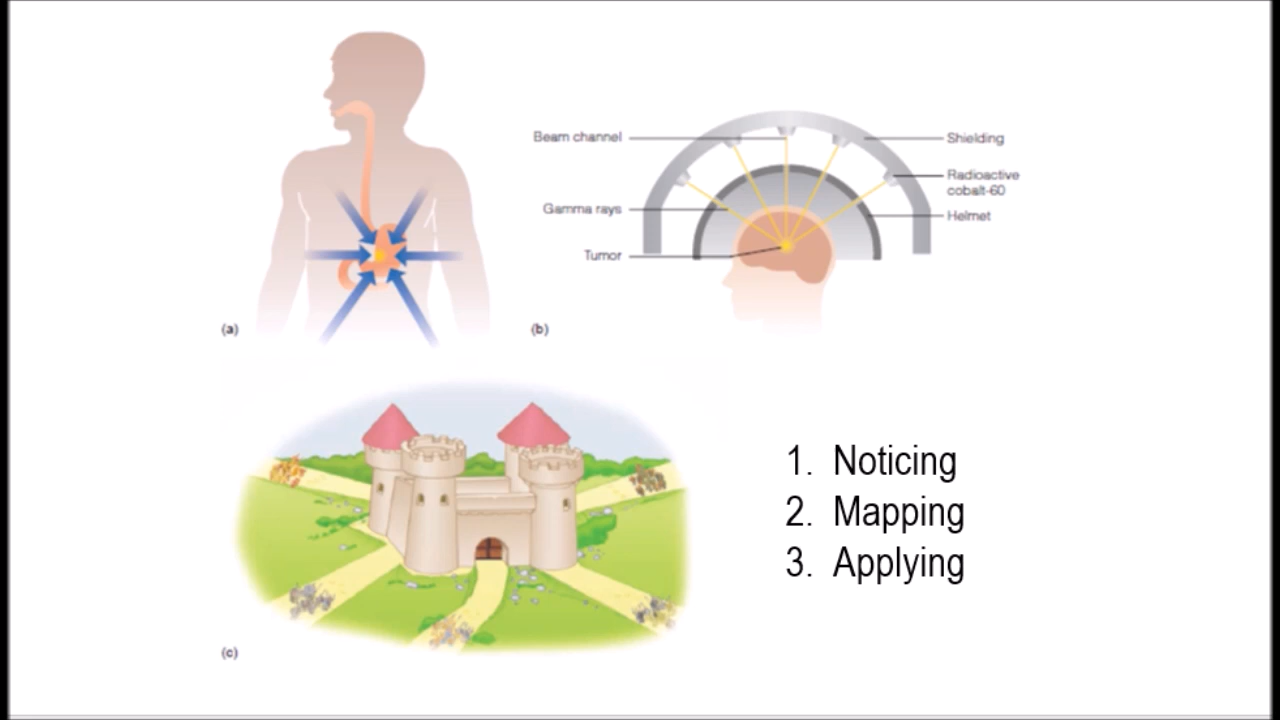 Beam channel
Shielding
Radioactive
cobalt-60
Gamma rays
Helmet
Tumor
(a)
(b)
1. Noticing
2. Mapping
3. Applying
(c)